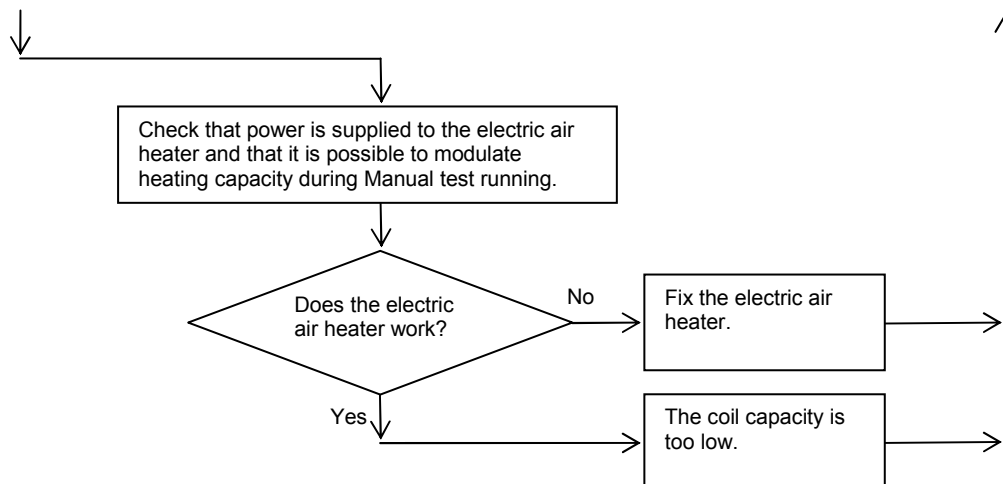 Check that power is supplied to the electric air
heater and that it is possible to modulate
heating capacity during Manual test running.
Does the electric
air heater work?
No
Fix the electric air
heater.
Yes
The coil capacity is
too low.